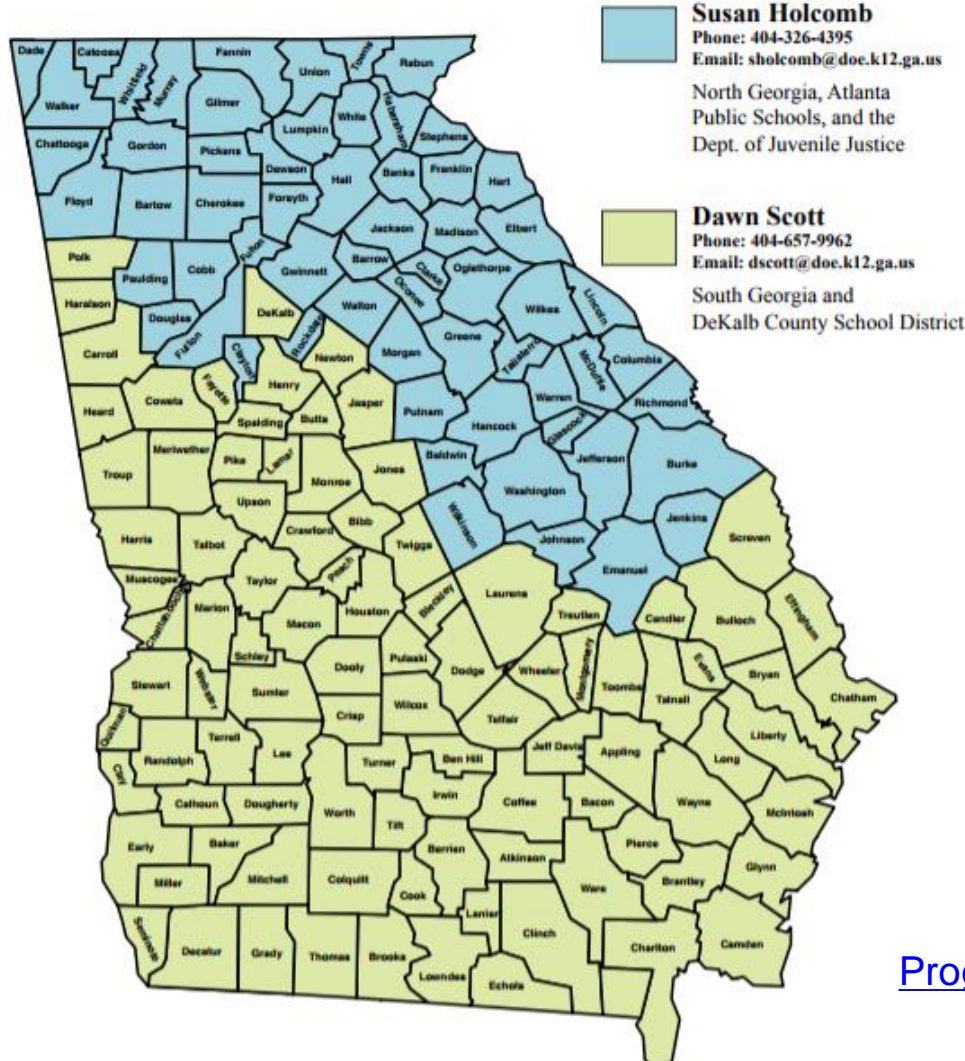 Susan Holcomb
Phone: 404-326-4395
Email: sholcomb@doe.k12.ga.us
North Georgia, Atlanta
Public Schools, and the
Dept. of Juvenile Justice
Dawn Scott
Phone: 404-657-9962
Email: dscott@doe.k12.ga.us
South Georgia and
DeKalb County School District
Dade
Catoosa
Whitfield
Murray
Fannin
Union
Towns
Rabun
Walker
Gilmer
Lumpkin
White
Habersham
Stephens
Chattooga
Gordon
Pickens
Dawson
Hall
Banks
Franklin
Hart
Floyd
Bartow
Cherokee
Forsyth
Jackson
Madison
Elbert
Polk
Paulding
Cobb
Fulton
Gwinnett
Barrow
Clarke
Oconee
Oglethorpe
Wilkes
Lincoln
Haralson
Douglas
Fulton
DeKalb
Rockdale
Walton
Morgan
Greene
Taliaferro
McDuffie
Columbia
Carroll
Clayton
Newton
Henry
Fayette
Coweta
Heard
Spalding
Butts
Jasper
Putnam
Hancock
Warren
Glascock
Richmond
Troup
Meriwether
Pike
Lamar
Monroe
Jones
Baldwin
Washington
Jefferson
Burke
Upson
Wilkinson
Johnson
Jenkins
Screven
Harris
Talbot
Crawford
Bibb
Twiggs
Emanuel
Muscogee
Taylor
Peach
Houston
Bleckley
Laurens
Treutlen
Candler
Bulloch
Effingham
Chattahoochee
Marion
Macon
Schley
Dooly
Pulaski
Dodge
Wheeler
Montgomery
Toombs
Tatnall
Evans
Bryan
Chatham
Stewart
Webster
Sumter
Crisp
Wilcox
Telfair
Liberty
Quitman
Randolph
Terrell
Lee
Turner
Ben Hill
Jeff Davis
Appling
Long
Clay
Calhoun
Dougherty
Worth
Irwin
Coffee
Bacon
Wayne
McIntosh
Early
Baker
Tift
Berrien
Atkinson
Pierce
Glynn
Miller
Mitchell
Colquitt
Cook
Ware
Brantley
Seminole
Decatur
Grady
Thomas
Brooks
Lanier
Clinch
Charlton
Camden
Lowndes
Echols